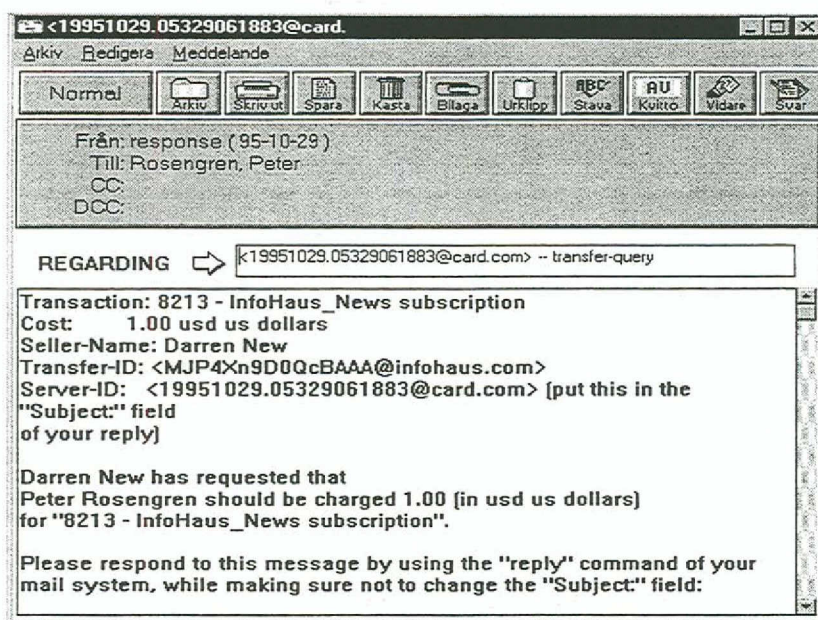 <19951029.05329061883@card.
Arkiv Redigera Meddelande
Normal Arkiv Skriv ut Spara Kasta Bilaga Urklipp ABC Stava AU Kvitto Vidare Svar
Från: response (95-10-29)
Till: Rosengren, Peter
CC:
DCC:
REGARDING <19951029.05329061883@card.com> -- transfer-query
Transaction: 8213 - InfoHaus_News subscription
Cost: 1.00 usd us dollars
Seller-Name: Darren New
Transfer-ID: <MJP4Xn9D0QcBAAA@infohaus.com>
Server-ID: <19951029.05329061883@card.com> (put this in the
"Subject:" field
of your reply)
Darren New has requested that
Peter Rosengren should be charged 1.00 (in usd us dollars)
for "8213 - InfoHaus_News subscription".
Please respond to this message by using the "reply" command of your
mail system, while making sure not to change the "Subject:" field: